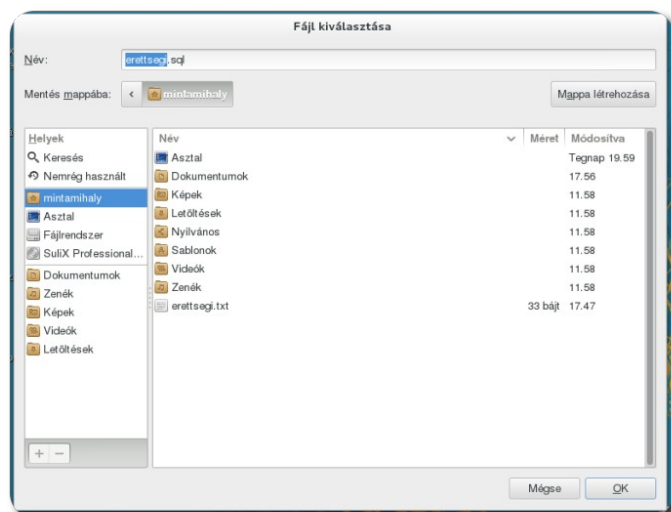 Fájl kiválasztása
Név: erettsegi.sql
Mentés mappába: mintamihaly Mappa létrehozása
Helyek
Keresés
Nemrég használt
mintamihaly
Asztal
Fájlrendszer
SuliX Professional...
Dokumentumok
Zenék
Képek
Videók
Letöltések
Név Méret Módosítva
Asztal Tegnap 19.59
Dokumentumok 17.56
Képek 11.58
Letöltések 11.58
Nyilvános 11.58
Sablonok 11.58
Videók 11.58
Zenék 11.58
erettsegi.txt 33 bájt 17.47
Mégse OK